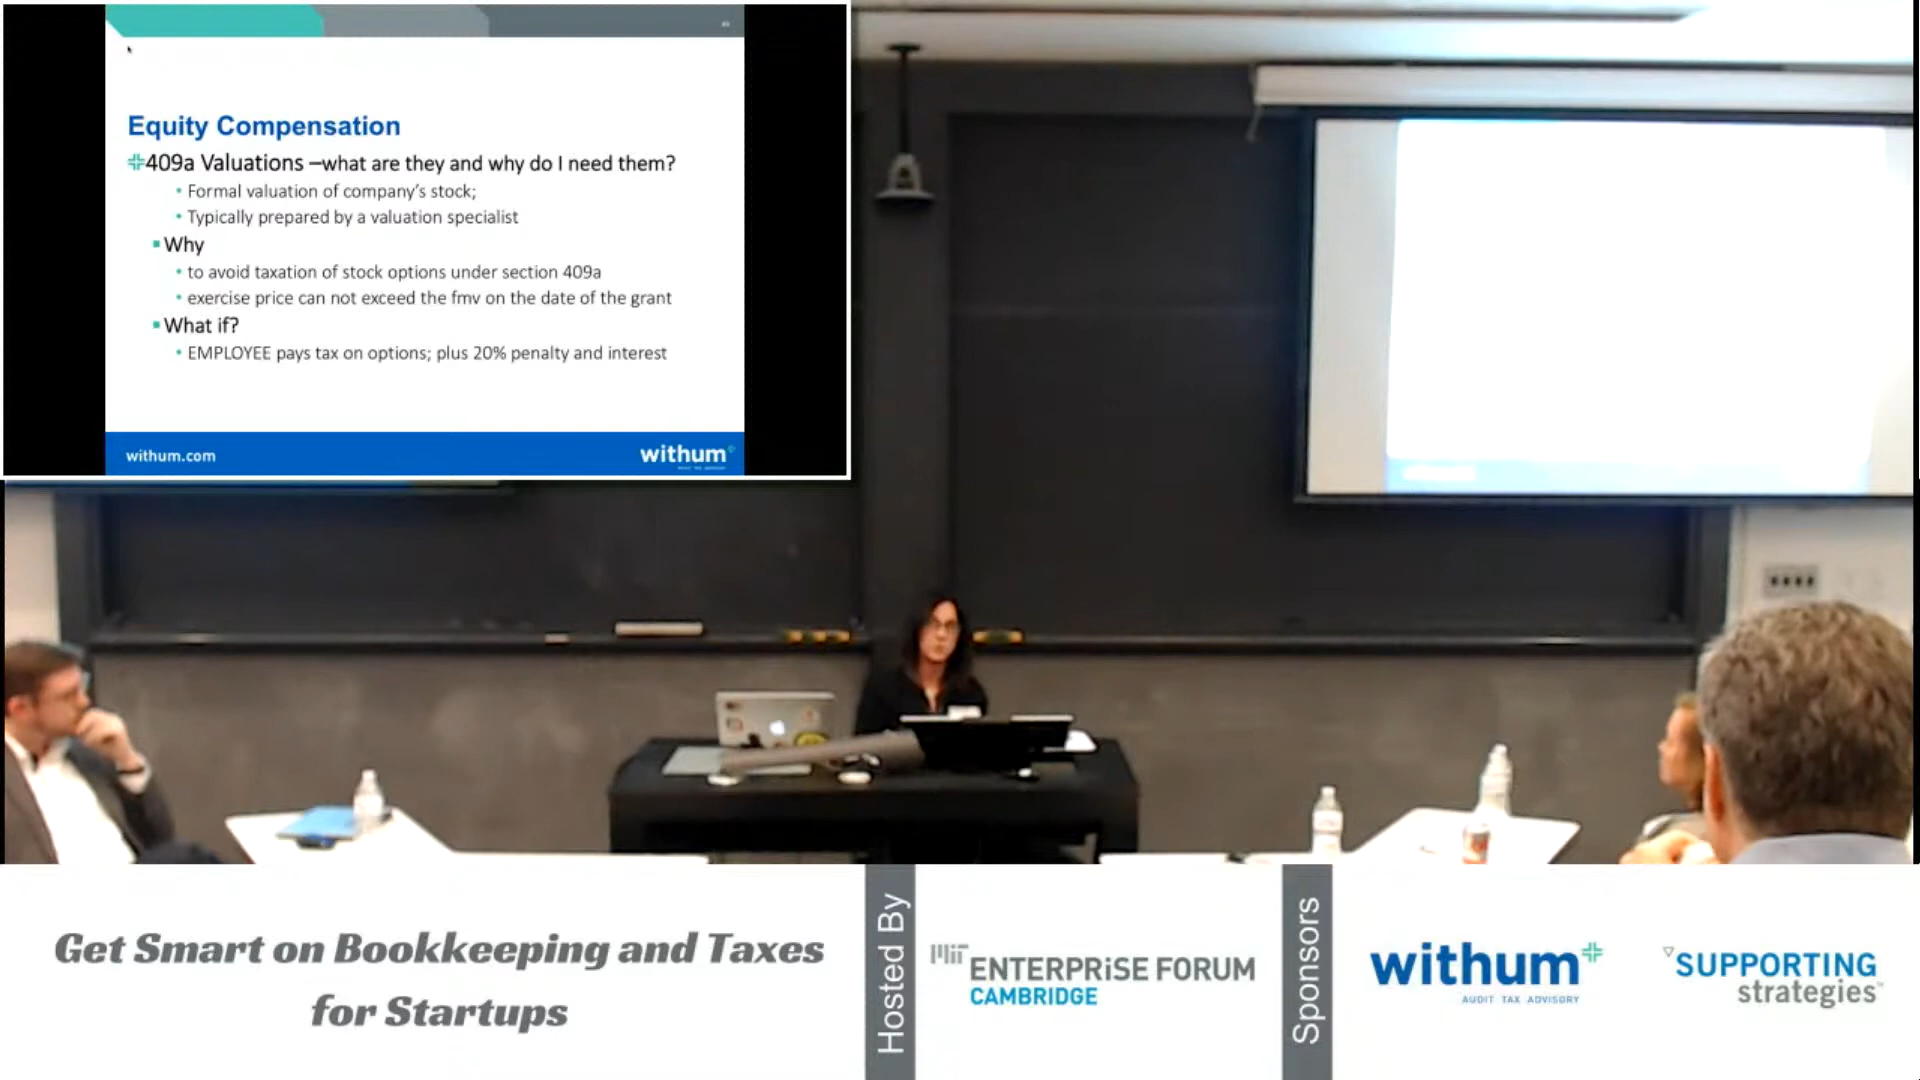 Equity Compensation
409a Valuations –what are they and why do I need them?
• Formal valuation of company's stock;
• Typically prepared by a valuation specialist
▪ Why
• to avoid taxation of stock options under section 409a
• exercise price can not exceed the fmv on the date of the grant
▪ What if?
• EMPLOYEE pays tax on options; plus 20% penalty and interest
withum.com
withum
Get Smart on Bookkeeping and Taxes
for Startups
Hosted By
MiT
ENTERPRiSE FORUM
CAMBRIDGE
Sponsors
withum
AUDIT TAX ADVISORY
SUPPORTING
strategies